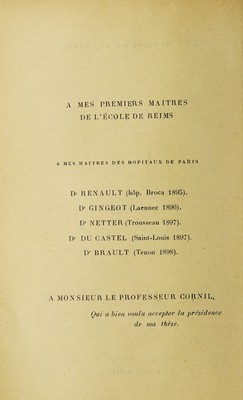 A MES PREMIERS MAITRES
DE L'ÉCOLE DE REIMS
A MES MAITRES DES HOPITAUX DE PARIS
Dr RENAULT (hôp. Broca 1895).
Dr GINGEOT (Laennec 1896).
Dr NETTER (Trousseau 1897).
Dr DU CASTEL (Saint-Louis 1897).
Dr BRAULT (Tenon 1898).
A MONSIEUR LE PROFESSEUR CORNIL,
Qui a bien voulu accepter la présidence
de ma thèse.